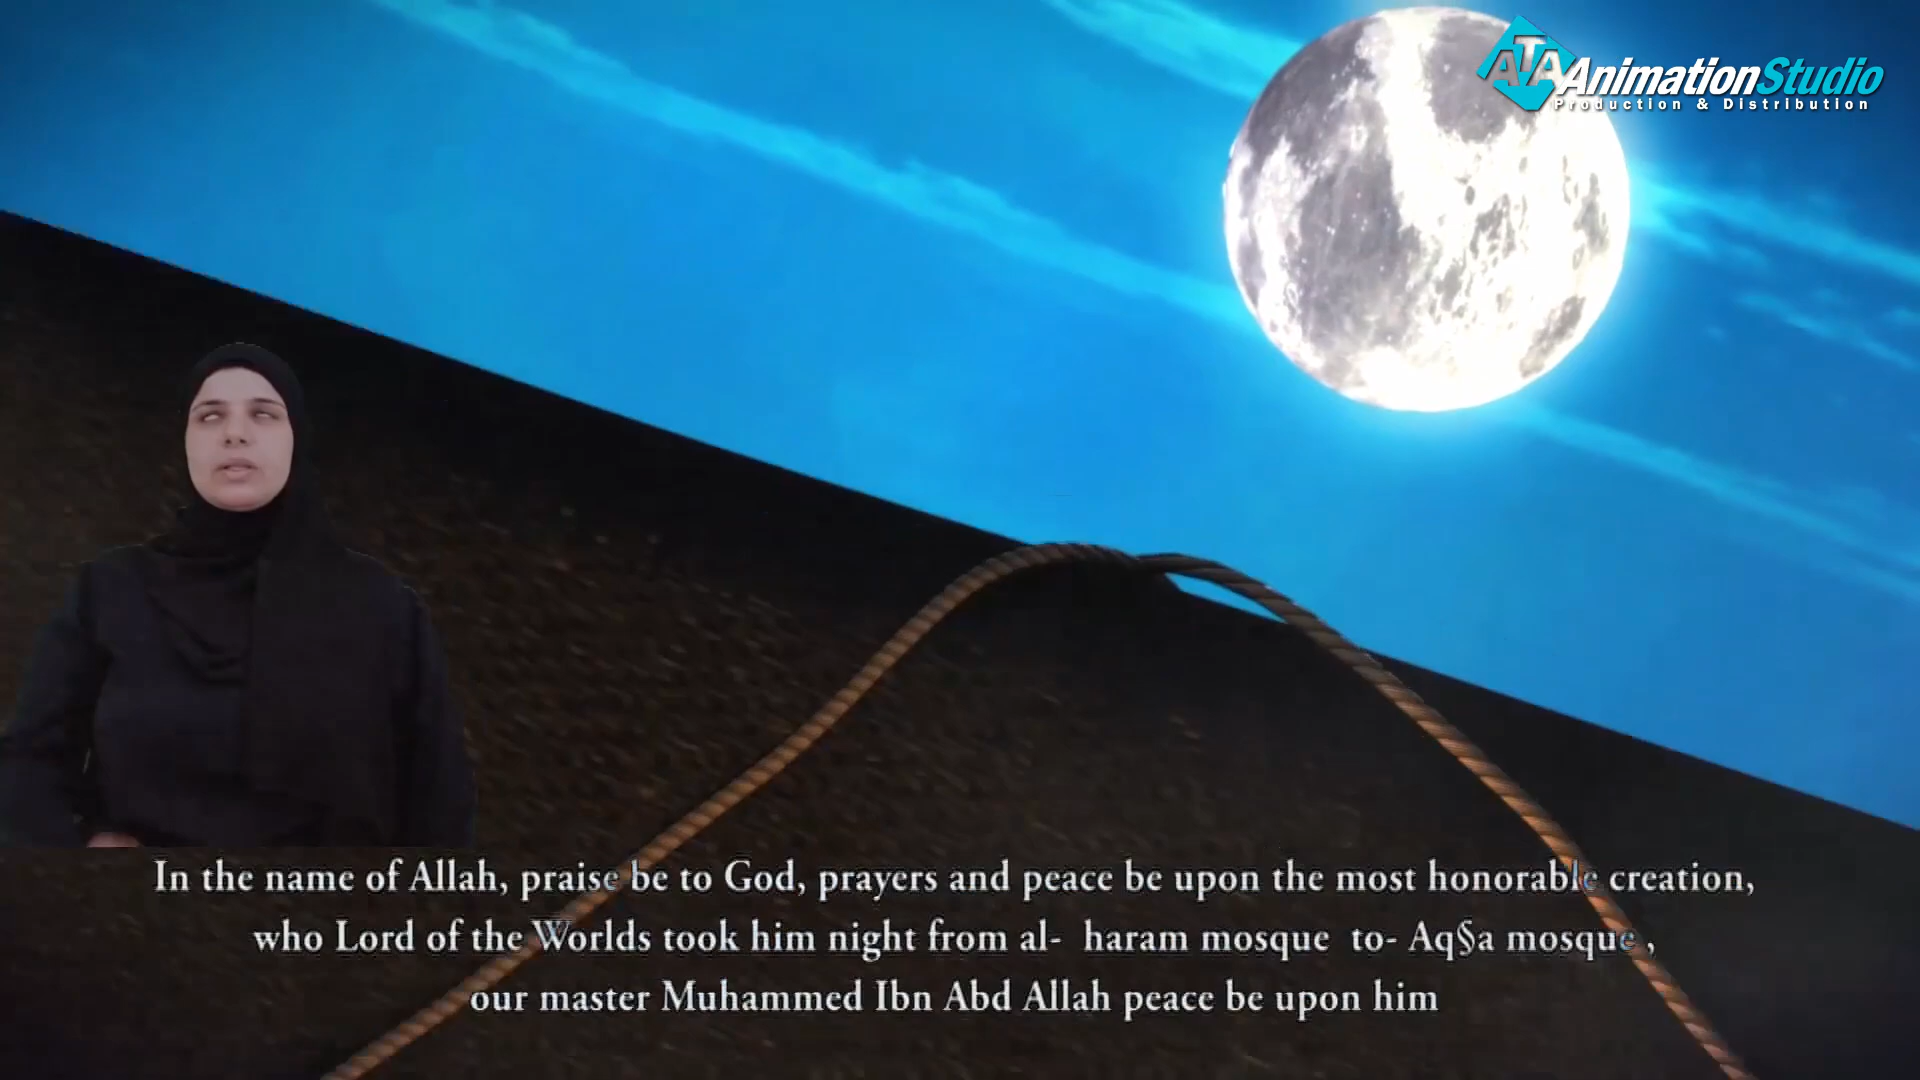 ATA AnimationStudio
Production & Distribution
In the name of Allah, praise be to God, prayers and peace be upon the most honorable creation,
who Lord of the Worlds took him night from al- haram mosque to- Aq§a mosque ,
our master Muhammed Ibn Abd Allah peace be upon him